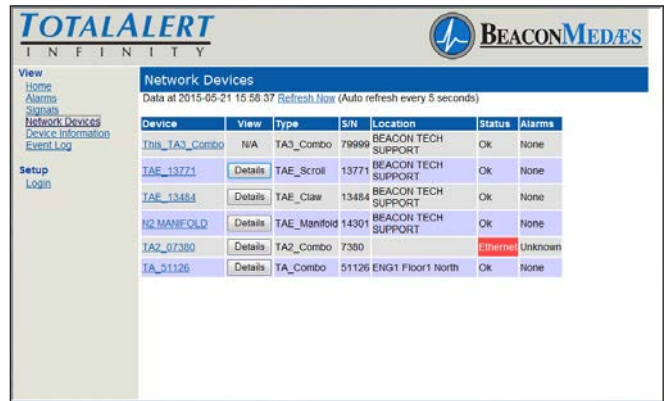 TOTALALERT
INFINITY
BEACONMEDÆS
View
Home
Alarms
Signals
Network Devices
Device Information
Event Log
Setup
Login
Network Devices
Data at 2015-05-21 15:58:37 Refresh Now (Auto refresh every 5 seconds)
Device View Type S/N Location Status Alarms
This_TA3_Combo N/A TA3_Combo 79999 BEACON TECH SUPPORT Ok None
TAE_13771 Details TAE_Scroll 13771 BEACON TECH SUPPORT Ok None
TAE_13484 Details TAE_Claw 13484 BEACON TECH SUPPORT Ok None
N2 MANIFOLD Details TAE_Manifold 14301 BEACON TECH SUPPORT Ok None
TA2_07380 Details TA2_Combo 7380 Ethernet Unknown
TA_51126 Details TA_Combo 51126 ENG1 Floor1 North Ok None